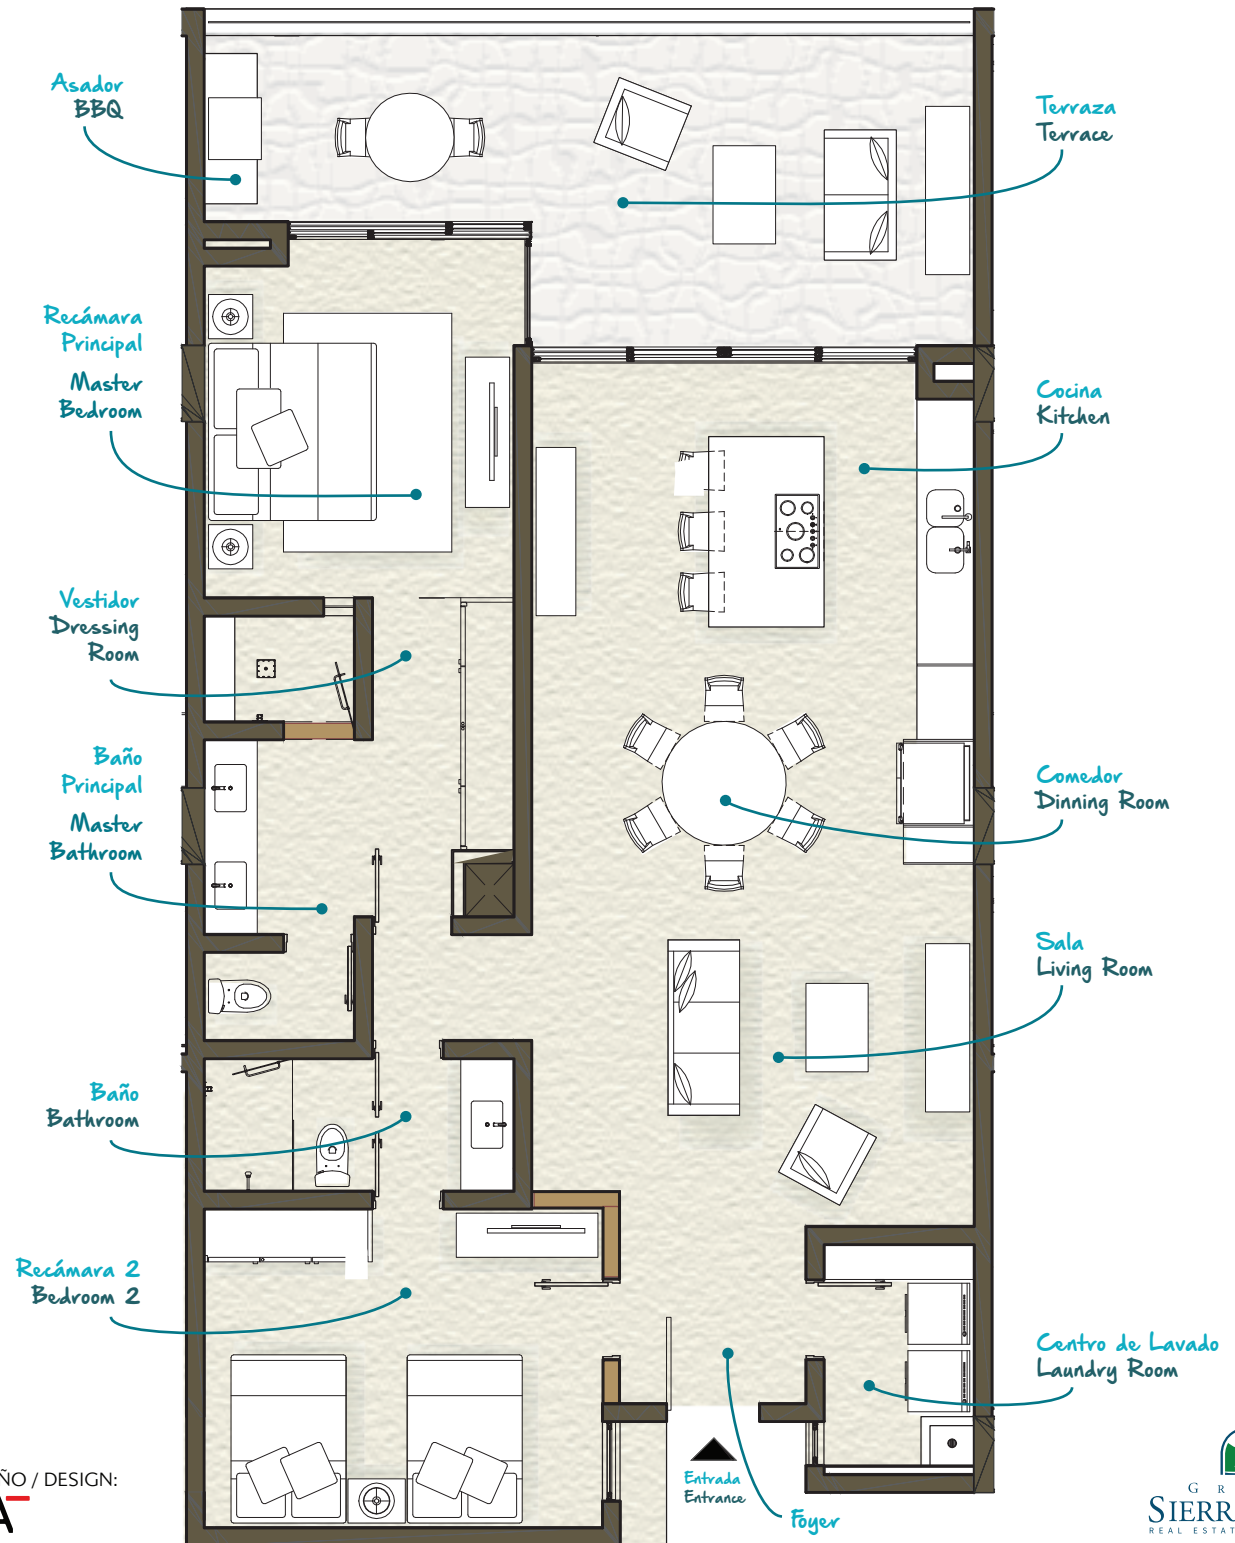 Asador
BBQ
Terraza
Terrace
Recámara
Principal
Master
Bedroom
Cocina
Kitchen
Vestidor
Dressing
Room
Baño
Principal
Master
Bathroom
Comedor
Dinning Room
Sala
Living Room
Baño
Bathroom
Recámara 2
Bedroom 2
Centro de Lavado
Laundry Room
Entrada
Entrance
Foyer
/ DESIGN:
G R
SIERR
REAL ESTAT